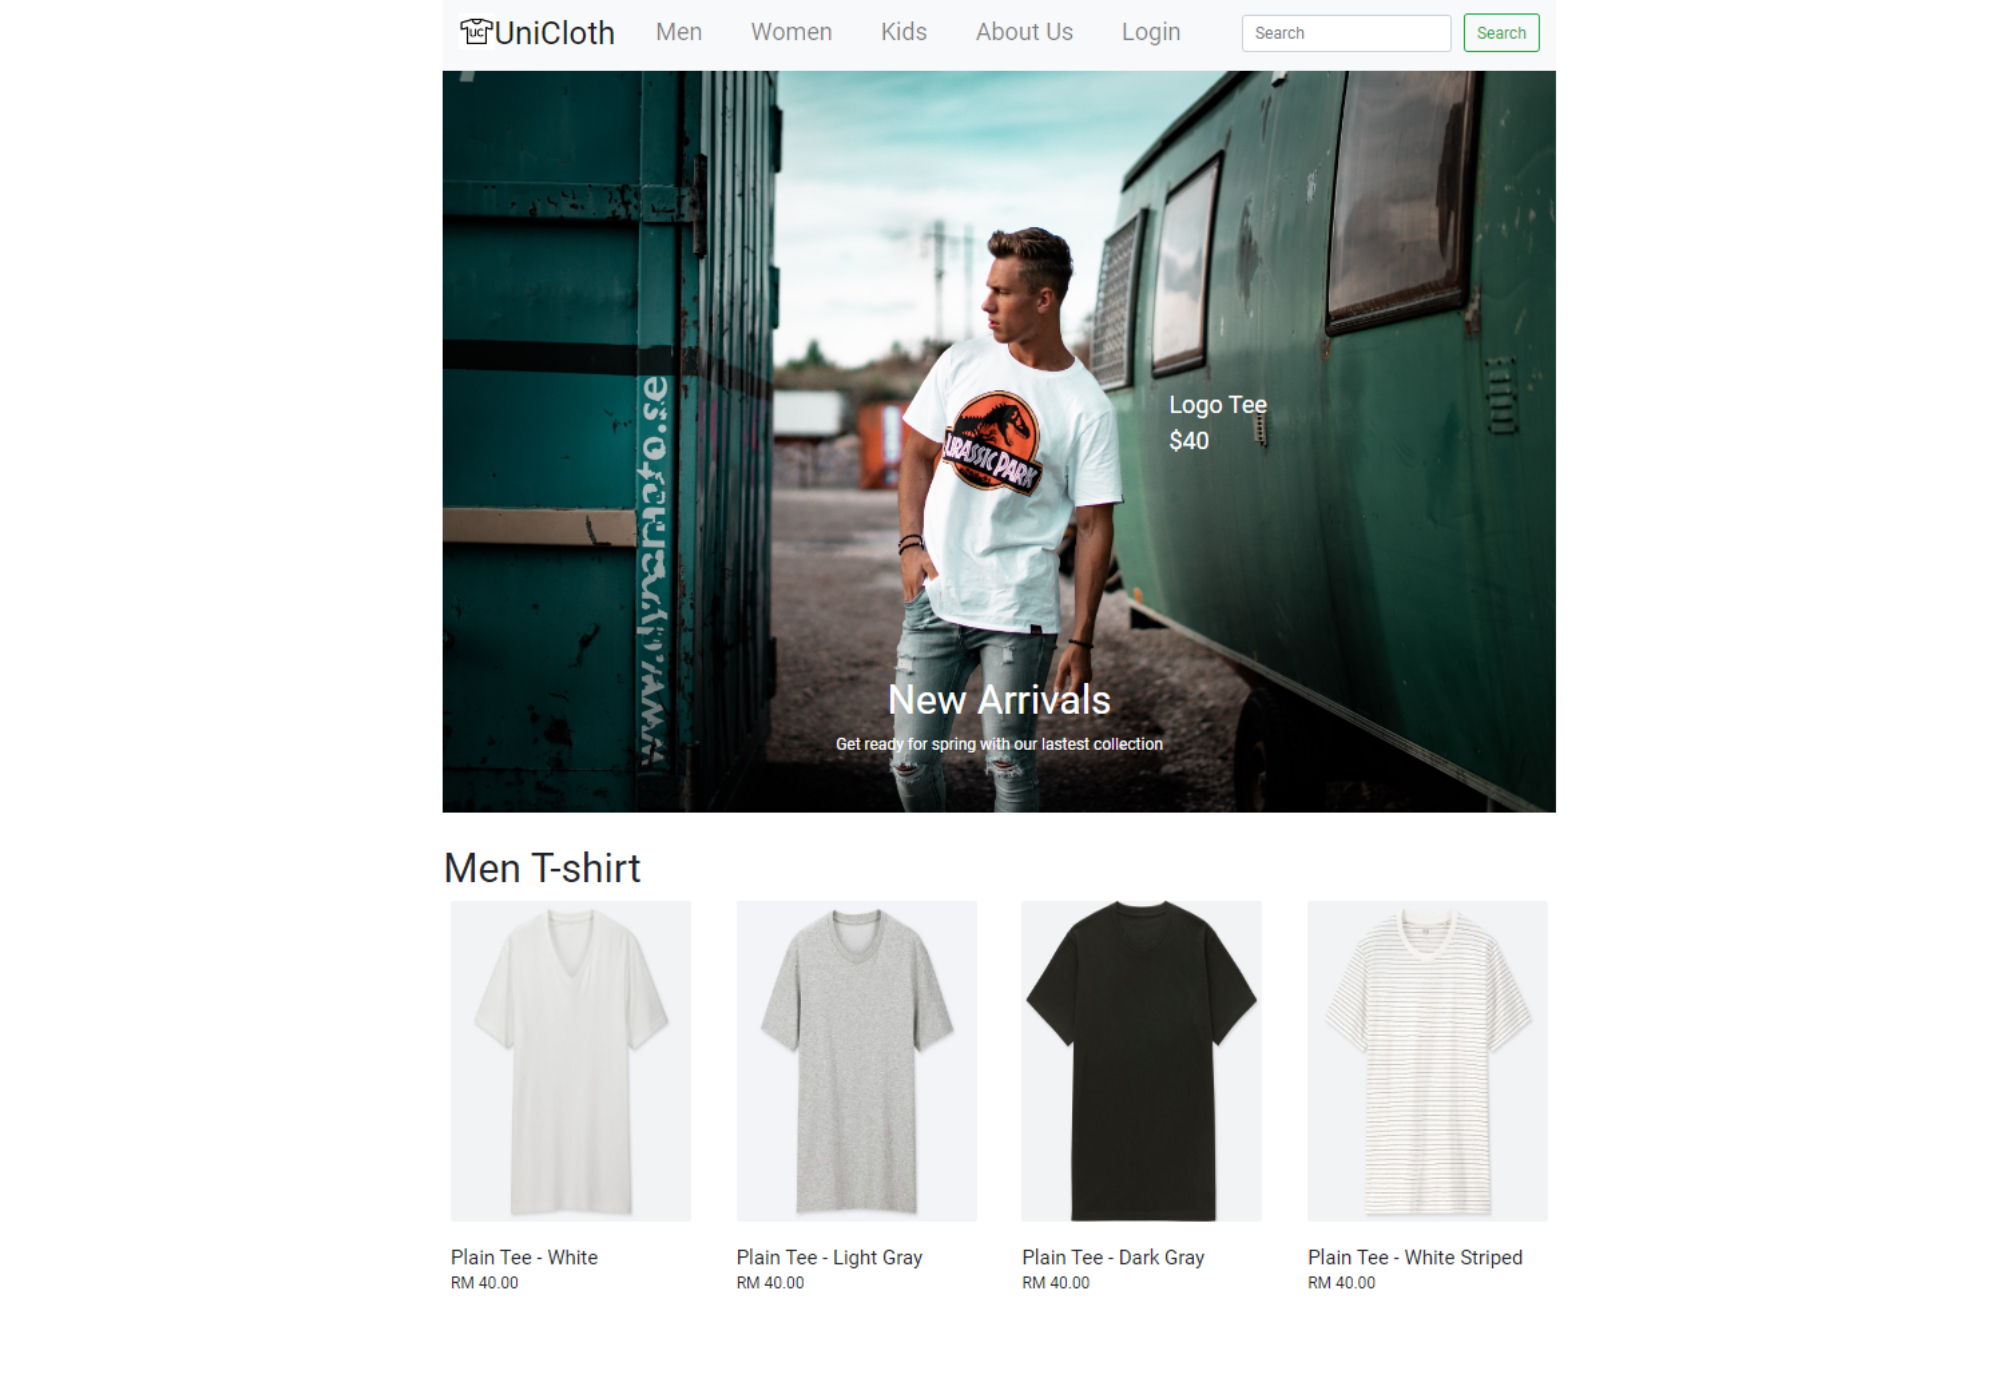 UC UniCloth Men Women Kids About Us Login Search Search
www.dynamoto.se
JURASSIC PARK
Logo Tee
$40
New Arrivals
Get ready for spring with our lastest collection
Men T-shirt
Plain Tee - White
RM 40.00
Plain Tee - Light Gray
RM 40.00
Plain Tee - Dark Gray
RM 40.00
Plain Tee - White Striped
RM 40.00